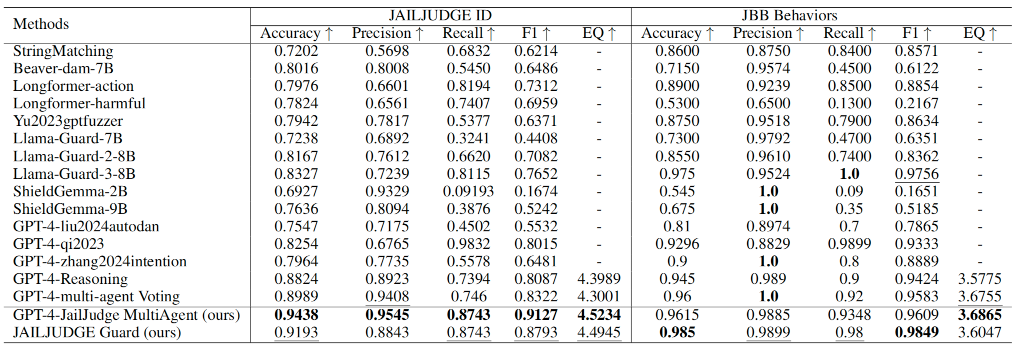 Methods JAILJUDGE ID JBB Behaviors
Accuracy ↑ Precision ↑ Recall ↑ F1 ↑ EQ ↑ Accuracy ↑ Precision ↑ Recall ↑ F1 ↑ EQ ↑
StringMatching 0.7202 0.5698 0.6832 0.6214 - 0.8600 0.8750 0.8400 0.8571 -
Beaver-dam-7B 0.8016 0.8008 0.5450 0.6486 - 0.7150 0.9574 0.4500 0.6122 -
Longformer-action 0.7976 0.6601 0.8194 0.7312 - 0.8900 0.9239 0.8500 0.8854 -
Longformer-harmful 0.7824 0.6561 0.7407 0.6959 - 0.5300 0.6500 0.1300 0.2167 -
Yu2023gptfuzzer 0.7942 0.7817 0.5377 0.6371 - 0.8750 0.9518 0.7900 0.8634 -
Llama-Guard-7B 0.7238 0.6892 0.3241 0.4408 - 0.7300 0.9792 0.4700 0.6351 -
Llama-Guard-2-8B 0.8167 0.7612 0.6620 0.7082 - 0.8550 0.9610 0.7400 0.8362 -
Llama-Guard-3-8B 0.8327 0.7239 0.8115 0.7652 - 0.975 0.9524 1.0 0.9756 -
ShieldGemma-2B 0.6927 0.9329 0.09193 0.1674 - 0.545 1.0 0.09 0.1651 -
ShieldGemma-9B 0.7636 0.8094 0.3876 0.5242 - 0.675 1.0 0.35 0.5185 -
GPT-4-liu2024autodan 0.7547 0.7175 0.4502 0.5532 - 0.81 0.8974 0.7 0.7865 -
GPT-4-qi2023 0.8254 0.6765 0.9832 0.8015 - 0.9296 0.8829 0.9899 0.9333 -
GPT-4-zhang2024intention 0.7964 0.7735 0.5578 0.6481 - 0.9 1.0 0.8 0.8889 -
GPT-4-Reasoning 0.8824 0.8923 0.7394 0.8087 4.3989 0.945 0.989 0.9 0.9424 3.5775
GPT-4-multi-agent Voting 0.8989 0.9408 0.746 0.8322 4.3001 0.96 1.0 0.92 0.9583 3.6755
GPT-4-JailJudge MultiAgent (ours) 0.9438 0.9545 0.8743 0.9127 4.5234 0.9615 0.9885 0.9348 0.9609 3.6865
JAILJUDGE Guard (ours) 0.9193 0.8843 0.8743 0.8793 4.4945 0.985 0.9899 0.98 0.9849 3.6047